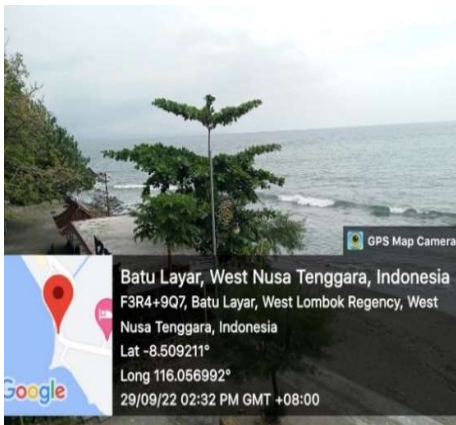 GPS Map Camera
Batu Layar, West Nusa Tenggara, Indonesia
F3R4+9Q7, Batu Layar, West Lombok Regency, West
Nusa Tenggara, Indonesia
Lat -8.509211°
Long 116.056992°
29/09/22 02:32 PM GMT +08:00
Google